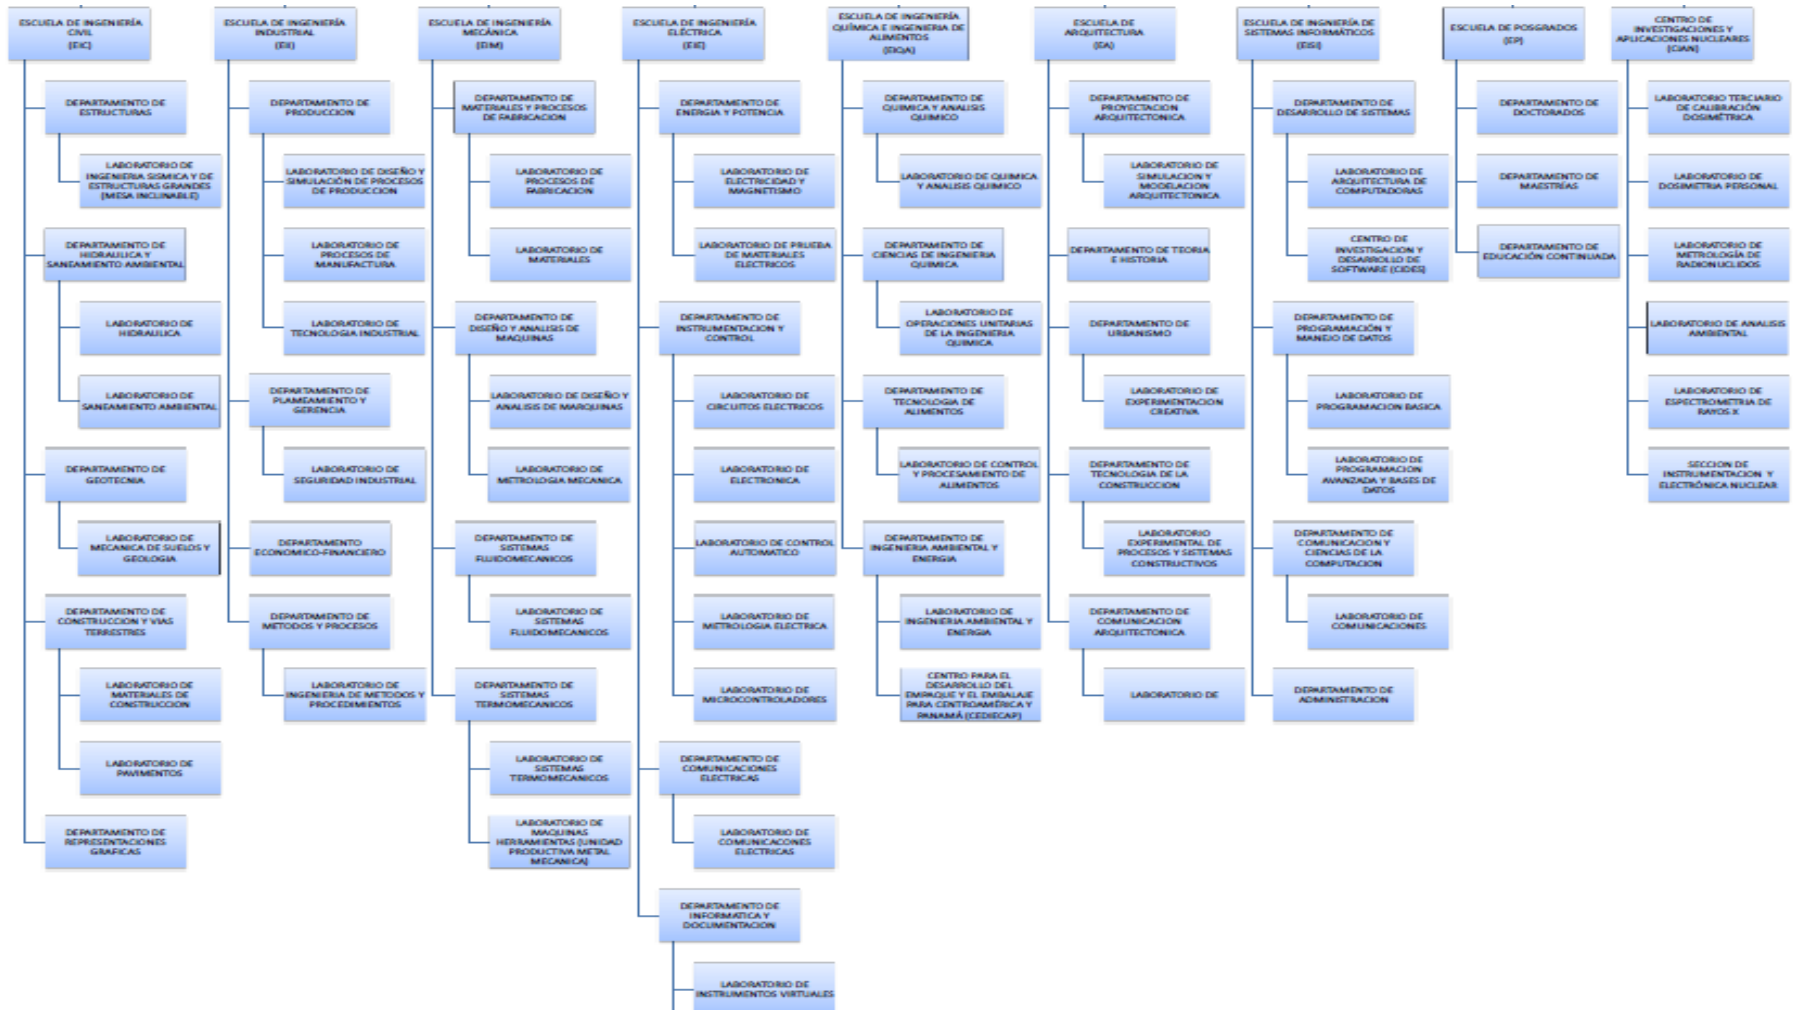 ESCUELA DE INGENIERÍA
CIVIL
(EIC)
DEPARTAMENTO DE
ESTRUCTURAS
LABORATORIO DE
INGENIERIA SISMICA Y DE
ESTRUCTURAS GRANDES
(MESA INCLINABLE)
DEPARTAMENTO DE
HIDRAULICA Y
SANEAMIENTO AMBIENTAL
LABORATORIO DE
HIDRAULICA
LABORATORIO DE
SANEAMIENTO AMBIENTAL
DEPARTAMENTO DE
GEOTECNIA
LABORATORIO DE
MECANICA DE SUELOS Y
GEOLOGIA
DEPARTAMENTO DE
CONSTRUCCION Y VIAS
TERRESTRES
LABORATORIO DE
MATERIALES DE
CONSTRUCCION
LABORATORIO DE
PAVIMENTOS
DEPARTAMENTO DE
REPRESENTACIONES
GRAFICAS
ESCUELA DE INGENIERÍA
INDUSTRIAL
(EII)
DEPARTAMENTO DE
PRODUCCION
LABORATORIO DE DISEÑO Y
SIMULACIÓN DE PROCESOS
DE PRODUCCION
LABORATORIO DE
PROCESOS DE
MANUFACTURA
LABORATORIO DE
TECNOLOGIA INDUSTRIAL
DEPARTAMENTO DE
PLAMEAMIENTO Y
GERENCIA
LABORATORIO DE
SEGURIDAD INDUSTRIAL
DEPARTAMENTO
ECONOMICO-FINANCIERO
DEPARTAMENTO DE
METODOS Y PROCESOS
LABORATORIO DE
INGENIERIA DE METODOS Y
PROCEDIMIENTOS
ESCUELA DE INGENIERÍA
MECÁNICA
(EIM)
DEPARTAMENTO DE
MATERIALES Y PROCESOS
DE FABRICACION
LABORATORIO DE
PROCESOS DE
FABRICACION
LABORATORIO DE
MATERIALES
DEPARTAMENTO DE
DISEÑO Y ANALISIS DE
MAQUINAS
LABORATORIO DE DISEÑO Y
ANALISIS DE MARQUINAS
LABORATORIO DE
METROLOGIA MECANICA
DEPARTAMENTO DE
SISTEMAS
FLUIDOMECANICOS
LABORATORIO DE
SISTEMAS
FLUIDOMECANICOS
DEPARTAMENTO DE
SISTEMAS
TERMOMECANICOS
LABORATORIO DE
SISTEMAS
TERMOMECANICOS
LABORATORIO DE
MAQUINAS
HERRAMIENTAS (UNIDAD
PRODUCTIVA METAL
MECANICA)
ESCUELA DE INGENIERÍA
ELÉCTRICA
(EIE)
DEPARTAMENTO DE
ENERGIA Y POTENCIA
LABORATORIO DE
ELECTRICIDAD Y
MAGNETISMO
LABORATORIO DE PRUEBA
DE MATERIALES
ELECTRICOS
DEPARTAMENTO DE
INSTRUMENTACION Y
CONTROL
LABORATORIO DE
CIRCUITOS ELECTRICOS
LABORATORIO DE
ELECTRONICA
LABORATORIO DE CONTROL
AUTOMATICO
LABORATORIO DE
METROLOGIA ELECTRICA
LABORATORIO DE
MICROCONTROLADORES
DEPARTAMENTO DE
COMUNICACIONES
ELECTRICAS
LABORATORIO DE
COMUNICACONES
ELECTRICAS
DEPARTAMENTO DE
INFORMATICA Y
DOCUMENTACION
LABORATORIO DE
INSTRUMENTOS VIRTUALES
ESCUELA DE INGENIERÍA
QUÍMICA E INGENIERIA DE
ALIMENTOS
(EIQA)
DEPARTAMENTO DE
QUIMICA Y ANALISIS
QUIMICO
LABORATORIO DE QUIMICA
Y ANALISIS QUIMICO
DEPARTAMENTO DE
CIENCIAS DE INGENIERIA
QUIMICA
LABORATORIO DE
OPERACIONES UNITARIAS
DE LA INGENIERIA
QUIMICA
DEPARTAMENTO DE
TECNOLOGIA DE
ALIMENTOS
LABORATORIO DE CONTROL
Y PROCESAMIENTO DE
ALIMENTOS
DEPARTAMENTO DE
INGENIERIA AMBIENTAL Y
ENERGIA
LABORATORIO DE
INGENIERIA AMBIENTAL Y
ENERGIA
CENTRO PARA EL
DESARROLLO DEL
EMPAQUE Y EL EMBALAJE
PARA CENTROAMÉRICA Y
PANAMÁ (CEDIECAP)
ESCUELA DE
ARQUITECTURA
(EA)
DEPARTAMENTO DE
PROYECTACION
ARQUITECTONICA
LABORATORIO DE
SIMULACION Y
MODELACION
ARQUITECTONICA
DEPARTAMENTO DE TEORIA
E HISTORIA
DEPARTAMENTO DE
URBANISMO
LABORATORIO DE
EXPERIMENTACION
CREATIVA
DEPARTAMENTO DE
TECNOLOGIA DE LA
CONSTRUCCION
LABORATORIO
EXPERIMENTAL DE
PROCESOS Y SISTEMAS
CONSTRUCTIVOS
DEPARTAMENTO DE
COMUNICACION
ARQUITECTONICA
LABORATORIO DE
ESCUELA DE INGNIERÍA DE
SISTEMAS INFORMÁTICOS
(EISI)
DEPARTAMENTO DE
DESARROLLO DE SISTEMAS
LABORATORIO DE
ARQUITECTURA DE
COMPUTADORAS
CENTRO DE
INVESTIGACION Y
DESARROLLO DE
SOFTWARE (CIDES)
DEPARTAMENTO DE
PROGRAMACIÓN Y
MANEJO DE DATOS
LABORATORIO DE
PROGRAMACION BASICA
LABORATORIO DE
PROGRAMACION
AVANZADA Y BASES DE
DATOS
DEPARTAMENTO DE
COMUNICACION Y
CIENCIAS DE LA
COMPUTACION
LABORATORIO DE
COMUNICACIONES
DEPARTAMENTO DE
ADMINISTRACION
ESCUELA DE POSGRADOS
(EP)
DEPARTAMENTO DE
DOCTORADOS
DEPARTAMENTO DE
MAESTRÍAS
DEPARTAMENTO DE
EDUCACIÓN CONTINUADA
CENTRO DE
INVESTIGACIONES Y
APLICACIONES NUCLEARES
(CIAN)
LABORATORIO TERCIARIO
DE CALIBRACIÓN
DOSIMÉTRICA
LABORATORIO DE
DOSIMETRIA PERSONAL
LABORATORIO DE
METROLOGÍA DE
RADIONUCLIDOS
LABORATORIO DE ANALISIS
AMBIENTAL
LABORATORIO DE
ESPECTROMETRIA DE
RAYOS X
SECCION DE
INSTRUMENTACION Y
ELECTRÓNICA NUCLEAR